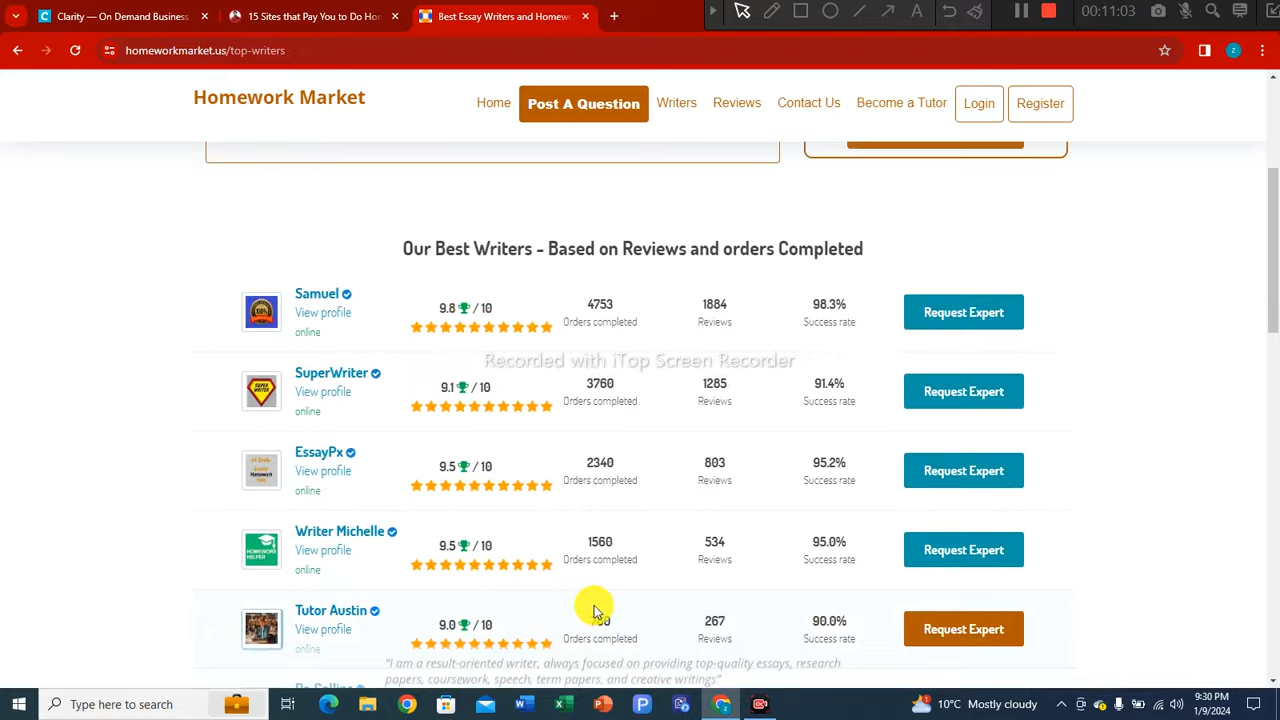 Clarity — On Demand Business
15 Sites that Pay You to Do Hor
Best Essay Writers and Homew
00:11:03
homeworkmarket.us/top-writers
z
Homework Market
Home
Post A Question
Writers
Reviews
Contact Us
Become a Tutor
Login
Register
Our Best Writers - Based on Reviews and orders Completed
Samuel
View profile
online
9.8 / 10
4753
Orders completed
1884
Reviews
98.3%
Success rate
Request Expert
Recorded with iTop Screen Recorder
SuperWriter
View profile
online
9.1 / 10
3760
Orders completed
1285
Reviews
91.4%
Success rate
Request Expert
EssayPx
View profile
online
9.5 / 10
2340
Orders completed
803
Reviews
95.2%
Success rate
Request Expert
Writer Michelle
View profile
online
9.5 / 10
1560
Orders completed
534
Reviews
95.0%
Success rate
Request Expert
Tutor Austin
View profile
online
9.0 / 10
Orders completed
267
Reviews
90.0%
Success rate
Request Expert
"I am a result-oriented writer, always focused on providing top-quality essays, research
papers, coursework, speech, term papers, and creative writings"
Type here to search
10°C Mostly cloudy
9:30 PM
1/9/2024